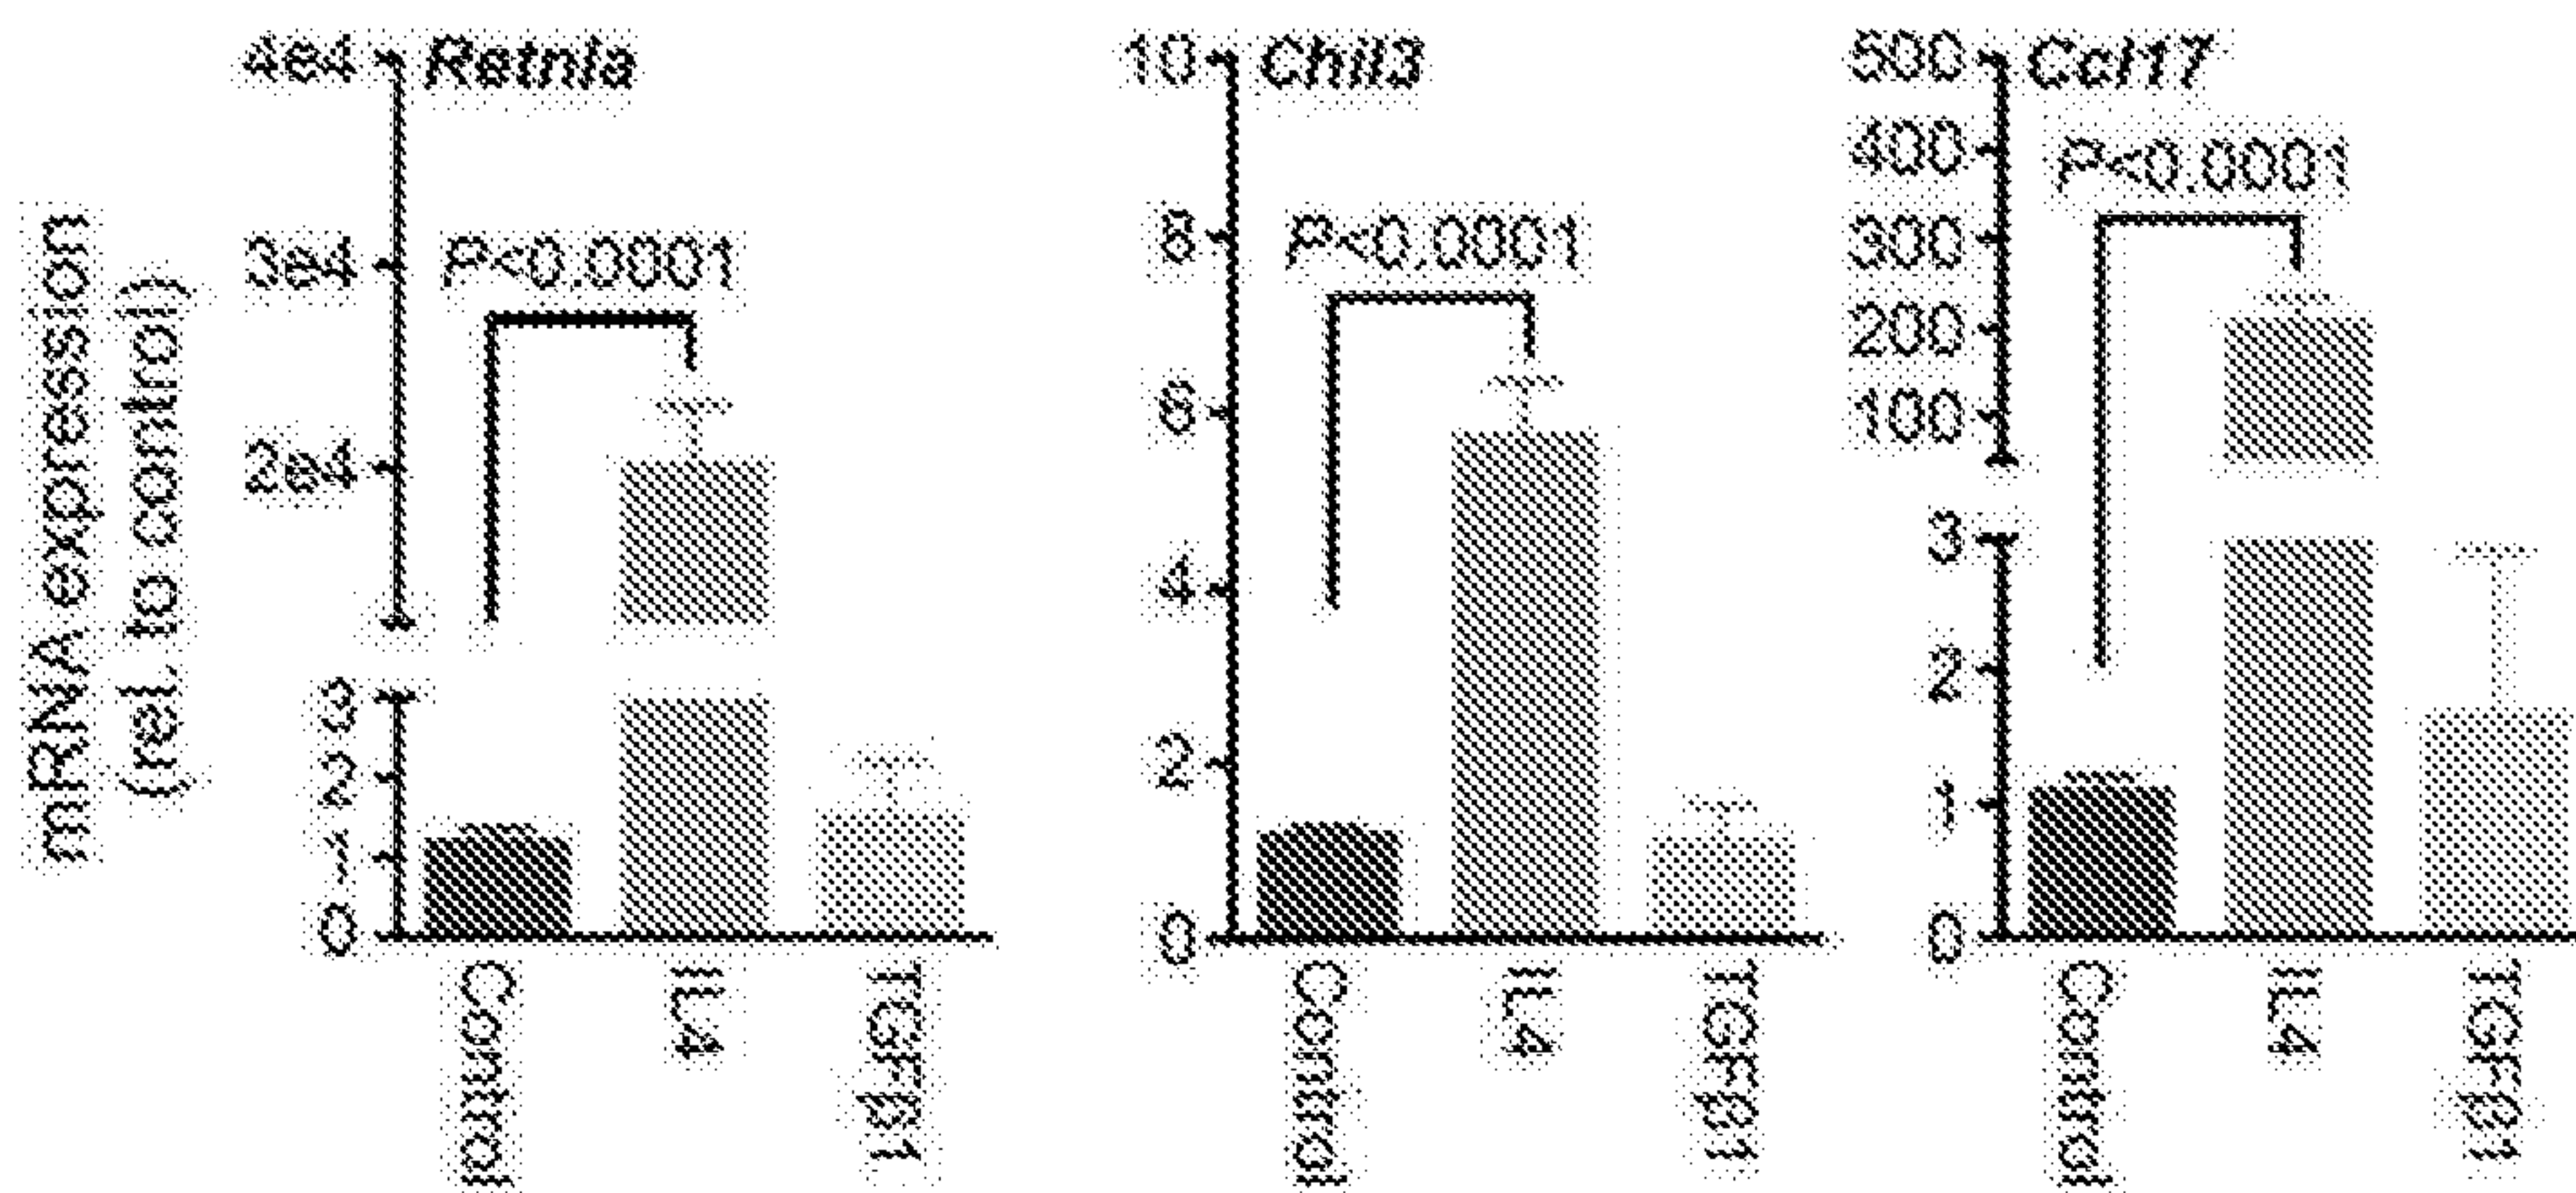 mRNA expression
(rel. to control)
Retnla
4e4
3e4
2e4
3
2
1
0
P<0.0001
Control
IL4
TGFβ1
Chil3
10
8
6
4
2
0
P<0.0001
Control
IL4
TGFβ1
Ccl17
500
400
300
200
100
3
2
1
0
P<0.0001
Control
IL4
TGFβ1